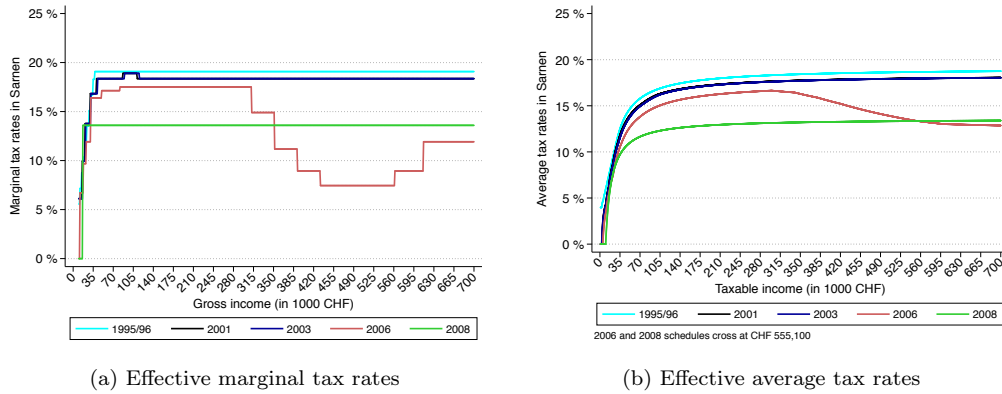 25 %
20 %
15 %
10 %
5 %
0 %
Marginal tax rates in Sarnen
0 35 70 105 140 175 210 245 280 315 350 385 420 455 490 525 560 595 630 665 700
Gross income (in 1000 CHF)
1995/96 2001 2003 2006 2008
(a) Effective marginal tax rates
25 %
20 %
15 %
10 %
5 %
0 %
Average tax rates in Sarnen
0 35 70 105 140 175 210 245 280 315 350 385 420 455 490 525 560 595 630 665 700
Taxable income (in 1000 CHF)
1995/96 2001 2003 2006 2008
2006 and 2008 schedules cross at CHF 555,100
(b) Effective average tax rates